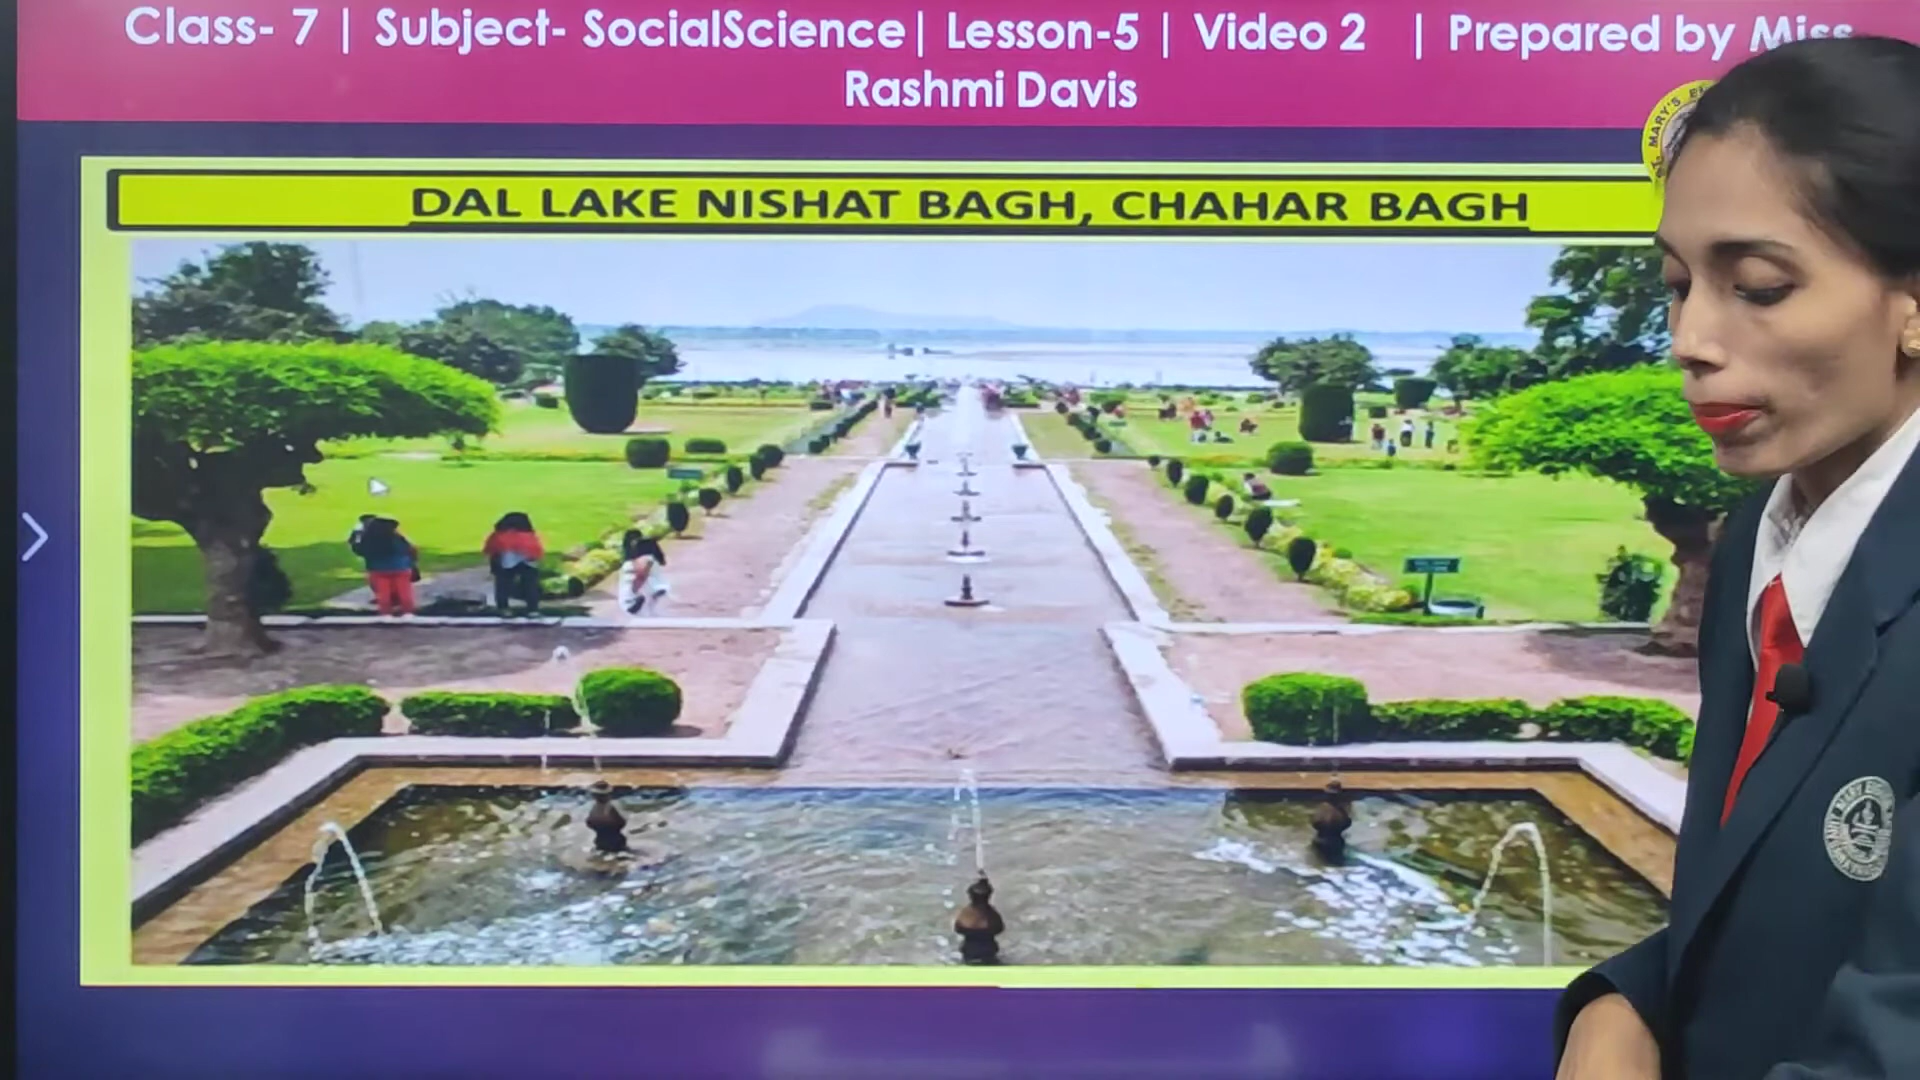 Class- 7 | Subject- SocialScience| Lesson-5 | Video 2 | Prepared by Miss
Rashmi Davis
MARY'S
DAL LAKE NISHAT BAGH, CHAHAR BAGH